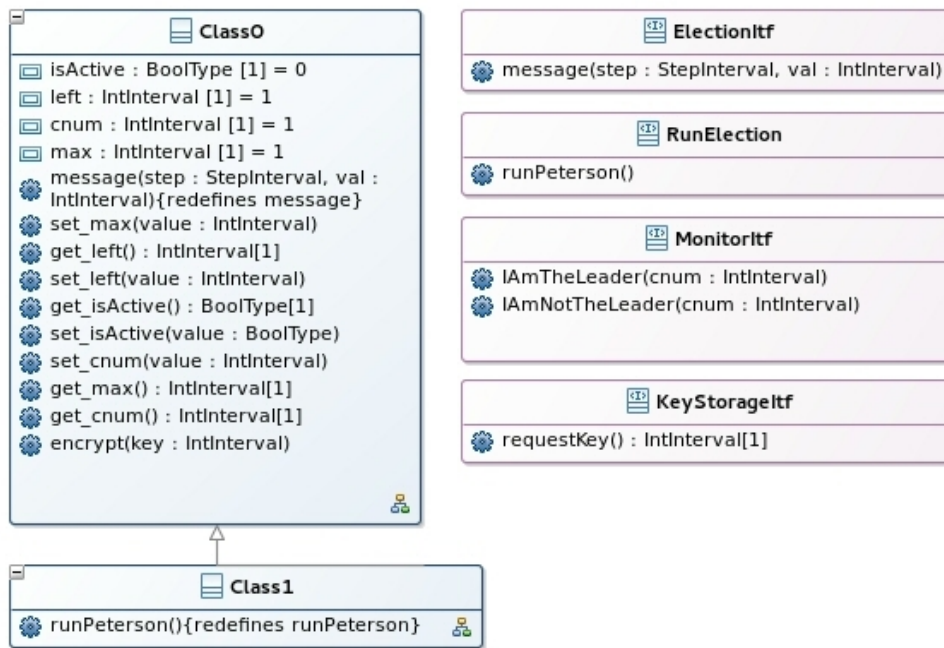 Class0
isActive : BoolType [1] = 0
left : IntInterval [1] = 1
cnum : IntInterval [1] = 1
max : IntInterval [1] = 1
message(step : StepInterval, val :
IntInterval){redefines message}
set_max(value : IntInterval)
get_left() : IntInterval[1]
set_left(value : IntInterval)
get_isActive() : BoolType[1]
set_isActive(value : BoolType)
set_cnum(value : IntInterval)
get_max() : IntInterval[1]
get_cnum() : IntInterval[1]
encrypt(key : IntInterval)
Class1
runPeterson(){redefines runPeterson}
<I> ElectionItf
message(step : StepInterval, val : IntInterval)
<I> RunElection
runPeterson()
<I> MonitorItf
IAmTheLeader(cnum : IntInterval)
IAmNotTheLeader(cnum : IntInterval)
<I> KeyStorageItf
requestKey() : IntInterval[1]